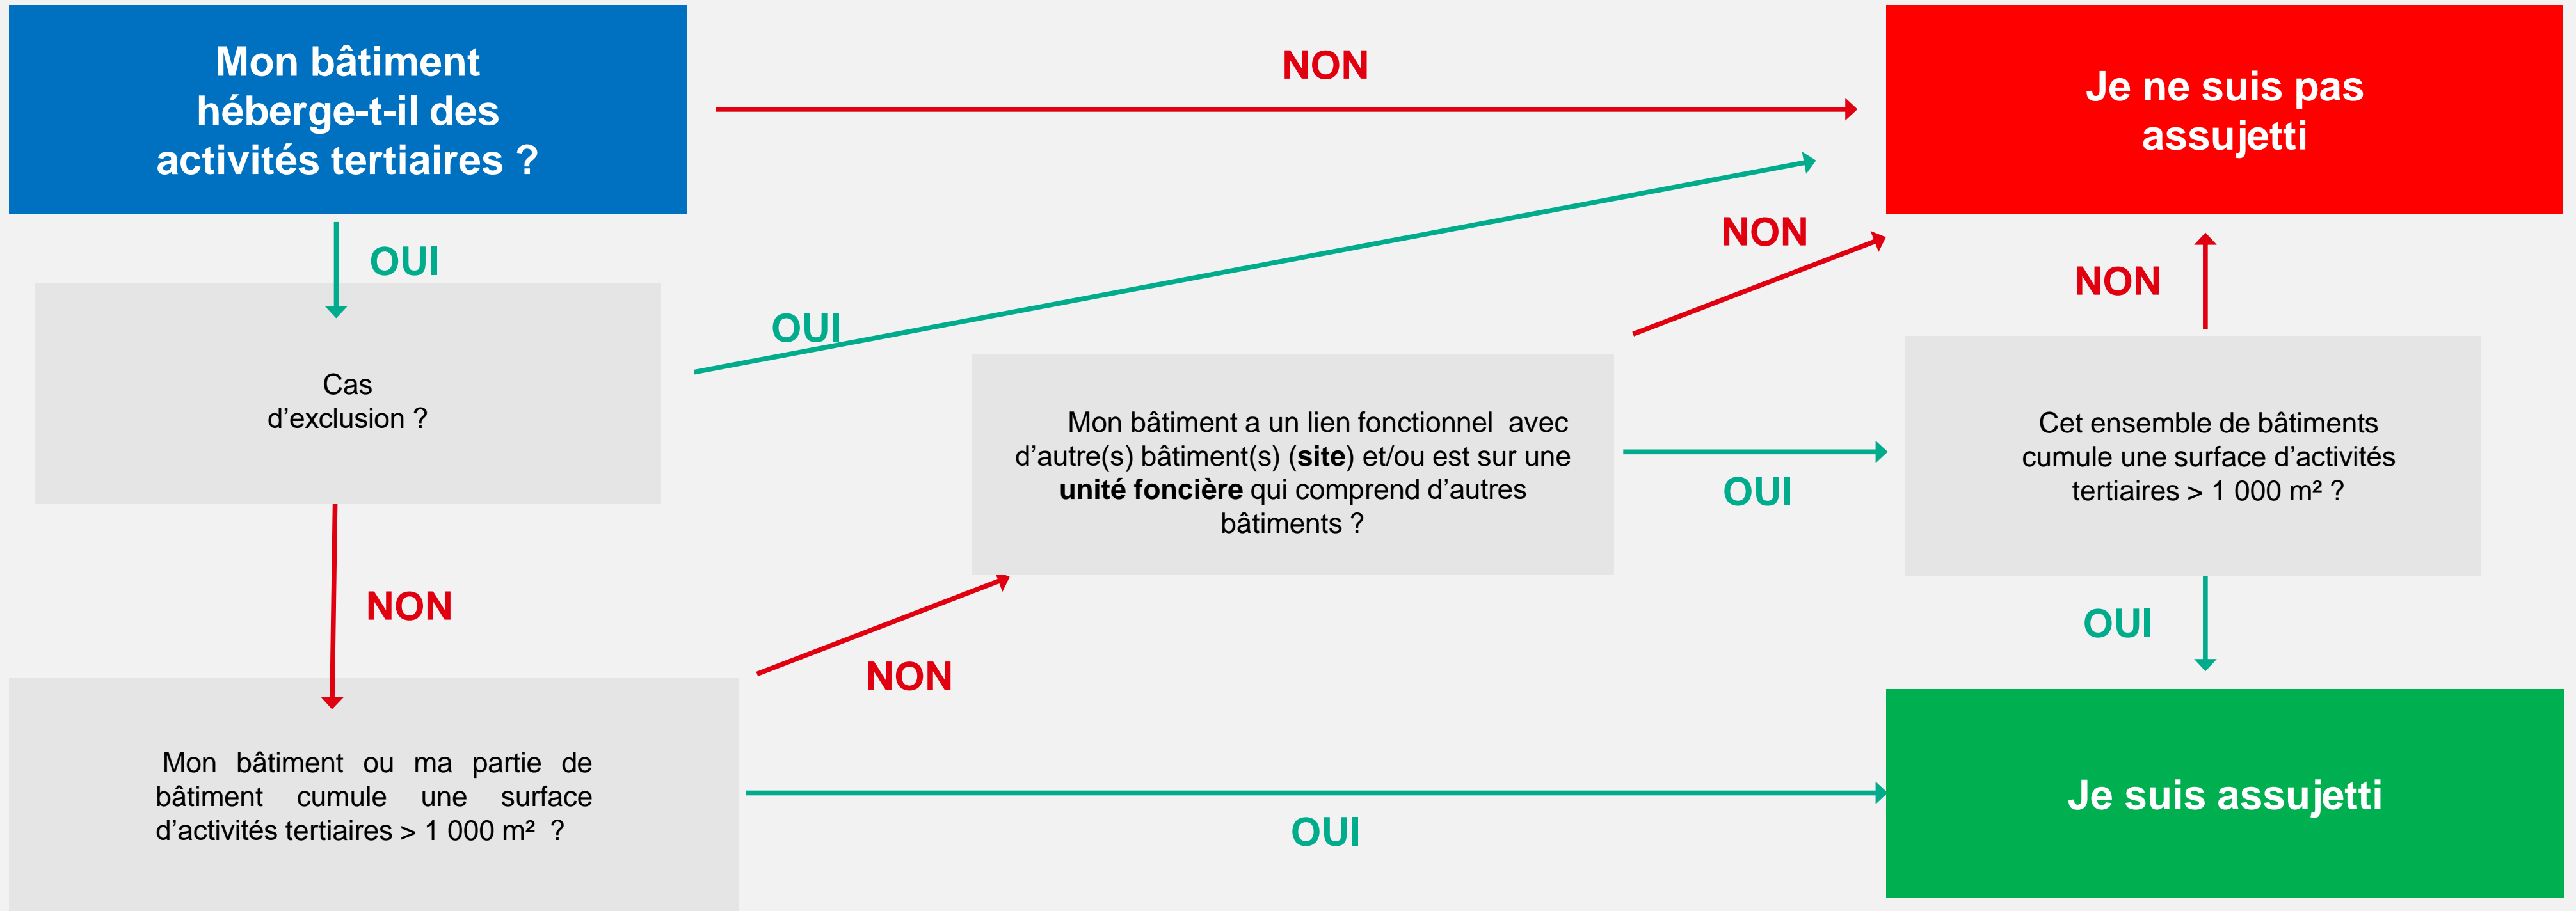 Mon bâtiment
héberge-t-il des
activités tertiaires ?
NON
Je ne suis pas
assujetti
OUI
Cas
d’exclusion ?
OUI
NON
NON
Mon bâtiment a un lien fonctionnel avec
d’autre(s) bâtiment(s) (site) et/ou est sur une
unité foncière qui comprend d’autres
bâtiments ?
OUI
Cet ensemble de bâtiments
cumule une surface d’activités
tertiaires > 1 000 m² ?
NON
NON
OUI
Mon bâtiment ou ma partie de
bâtiment cumule une surface
d’activités tertiaires > 1 000 m² ?
OUI
Je suis assujetti